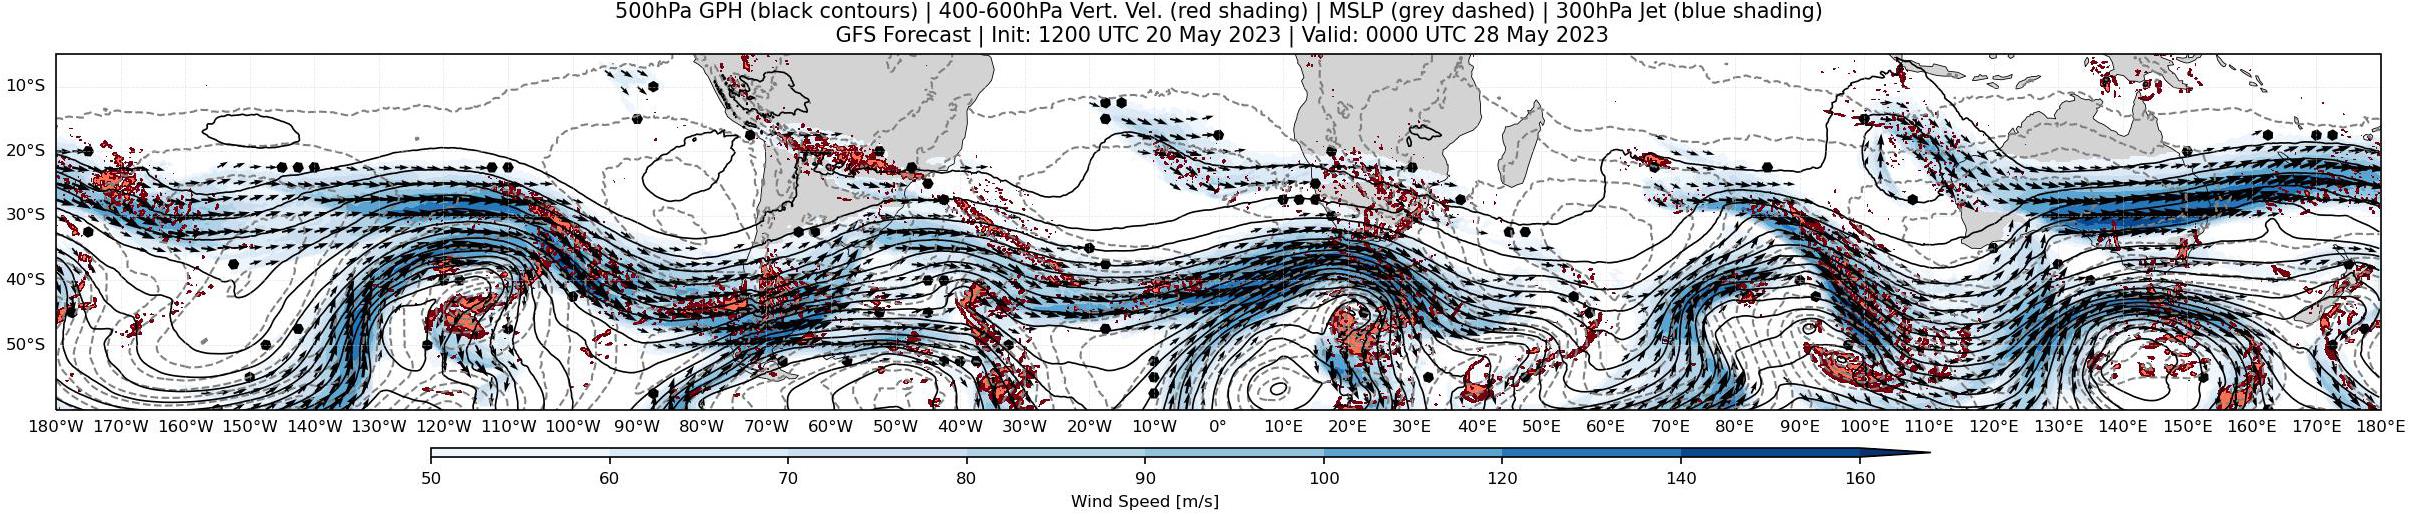 500hPa GPH (black contours) | 400-600hPa Vert. Vel. (red shading) | MSLP (grey dashed) | 300hPa Jet (blue shading)
GFS Forecast | Init: 1200 UTC 20 May 2023 | Valid: 0000 UTC 28 May 2023
10°S
20°S
30°S
40°S
50°S
180°W 170°W 160°W 150°W 140°W 130°W 120°W 110°W 100°W 90°W 80°W 70°W 60°W 50°W 40°W 30°W 20°W 10°W 0° 10°E 20°E 30°E 40°E 50°E 60°E 70°E 80°E 90°E 100°E 110°E 120°E 130°E 140°E 150°E 160°E 170°E 180°E
50 60 70 80 90 100 120 140 160
Wind Speed [m/s]